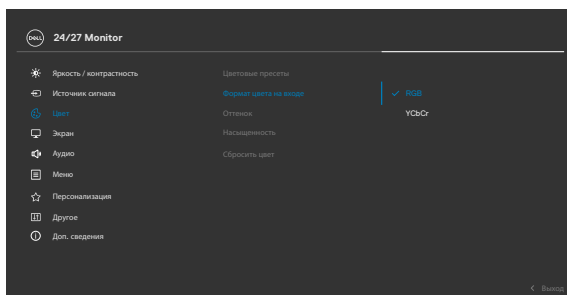 DELL 24/27 Monitor
Яркость / контрастность
Цветовые пресеты
Источник сигнала
Формат цвета на входе
RGB
Цвет
Оттенок
YCbCr
Экран
Насыщенность
Аудио
Сбросить цвет
Меню
Персонализация
Другое
Доп. сведения
Выход